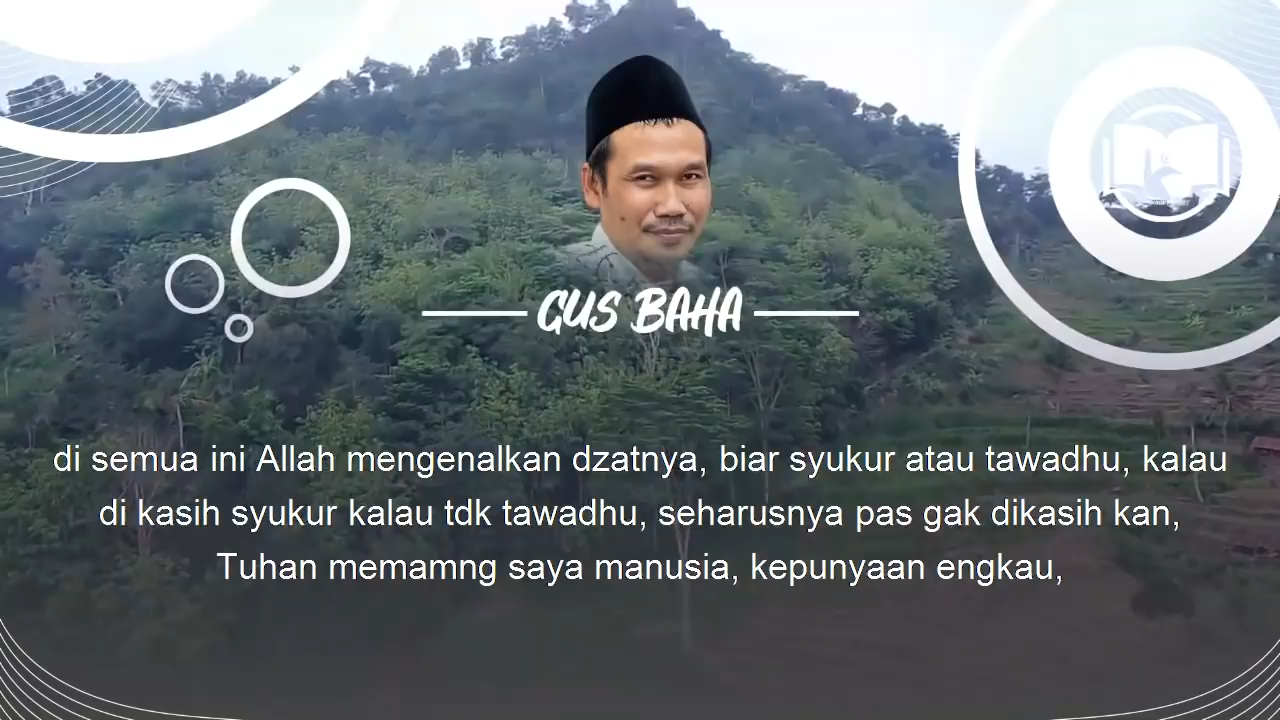 GUS BAHA
di semua ini Allah mengenalkan dzatnya, biar syukur atau tawadhu, kalau
di kasih syukur kalau tdk tawadhu, seharusnya pas gak dikasih kan,
Tuhan memamng saya manusia, kepunyaan engkau,